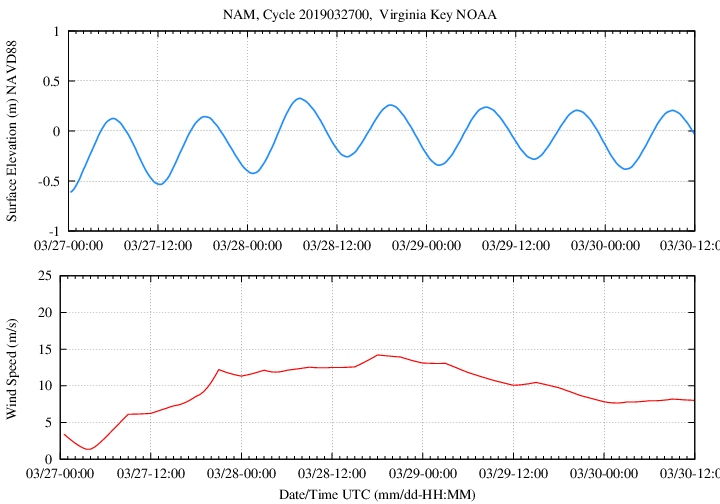 NAM, Cycle 2019032700,  Virginia Key NOAA
Surface Elevation (m) NAVD88
1
0.5
0
-0.5
-1
03/27-00:00 03/27-12:00 03/28-00:00 03/28-12:00 03/29-00:00 03/29-12:00 03/30-00:00 03/30-12:0
Wind Speed (m/s)
25
20
15
10
5
0
03/27-00:00 03/27-12:00 03/28-00:00 03/28-12:00 03/29-00:00 03/29-12:00 03/30-00:00 03/30-12:0
Date/Time UTC (mm/dd-HH:MM)